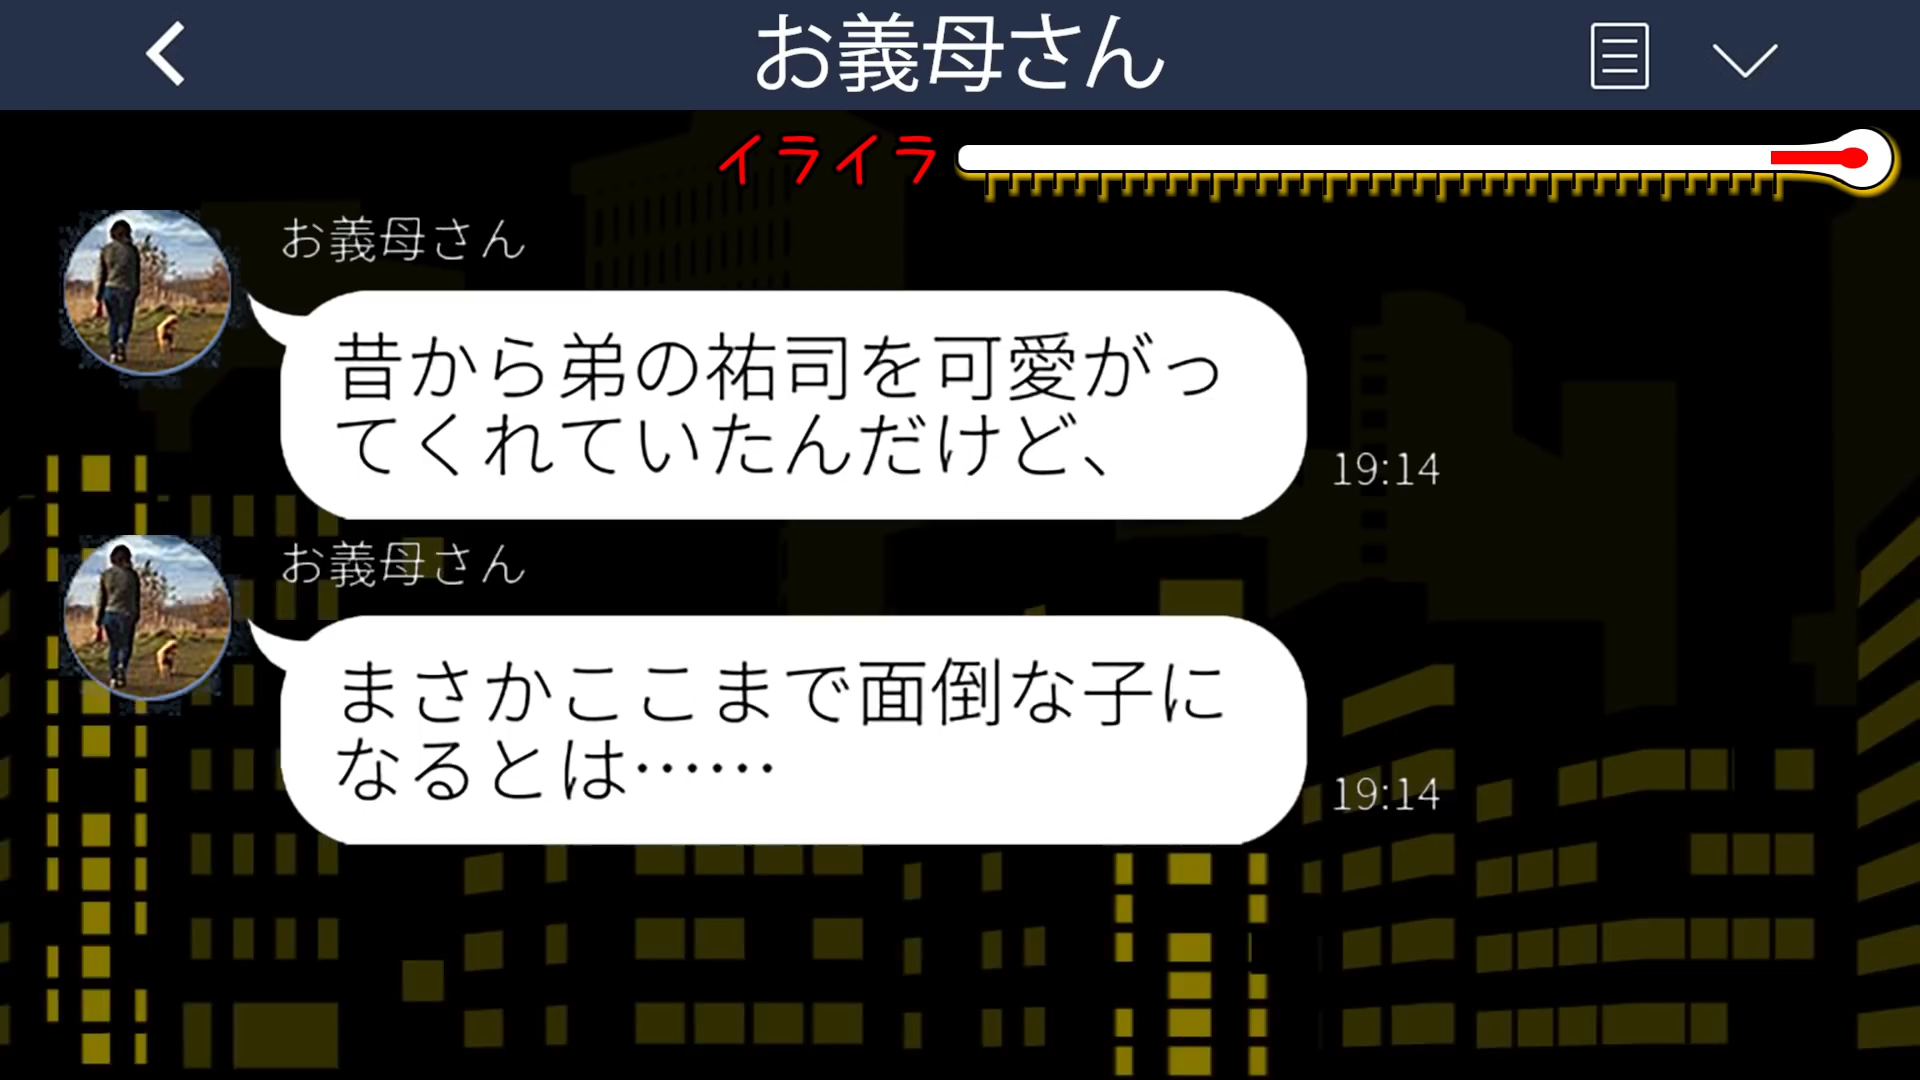 お義母さん
イライラ
お義母さん
昔から弟の祐司を可愛がっ
てくれていたんだけど、
19:14
お義母さん
まさかここまで面倒な子に
なるとは……
19:14